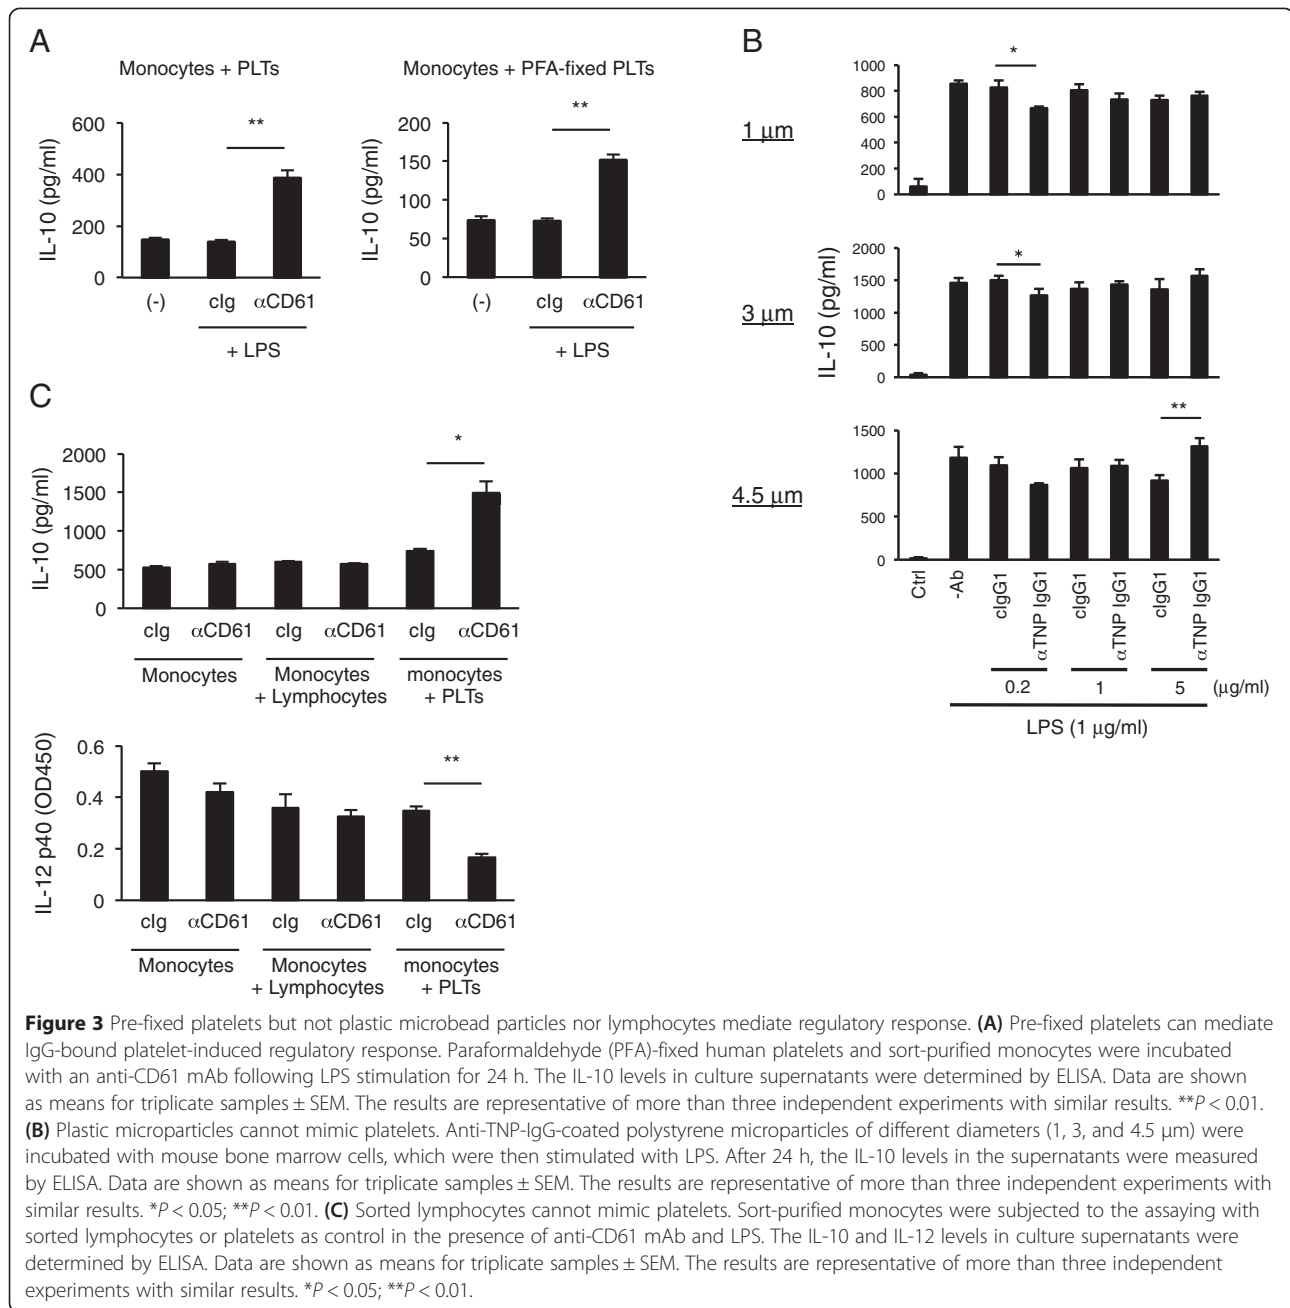 A
Monocytes + PLTs
Monocytes + PFA-fixed PLTs
IL-10 (pg/ml)
600
400
200
0
**
(-)
cIg
αCD61
+ LPS
IL-10 (pg/ml)
200
150
100
50
0
**
(-)
cIg
αCD61
+ LPS
B
1 μm
1000
800
600
400
200
0
*
3 μm
IL-10 (pg/ml)
2000
1500
1000
500
0
*
4.5 μm
1500
1000
500
0
**
Ctrl
-Ab
cIgG1
αTNP IgG1
cIgG1
αTNP IgG1
cIgG1
αTNP IgG1
0.2
1
5
(μg/ml)
LPS (1 μg/ml)
C
IL-10 (pg/ml)
2000
1500
1000
500
0
*
cIg αCD61 cIg αCD61 cIg αCD61
Monocytes
Monocytes
+ Lymphocytes
monocytes
+ PLTs
IL-12 p40 (OD450)
0.6
0.4
0.2
0
**
cIg αCD61 cIg αCD61 cIg αCD61
Monocytes
Monocytes
+ Lymphocytes
monocytes
+ PLTs
Figure 3 Pre-fixed platelets but not plastic microbead particles nor lymphocytes mediate regulatory response. (A) Pre-fixed platelets can mediate
IgG-bound platelet-induced regulatory response. Paraformaldehyde (PFA)-fixed human platelets and sort-purified monocytes were incubated
with an anti-CD61 mAb following LPS stimulation for 24 h. The IL-10 levels in culture supernatants were determined by ELISA. Data are shown
as means for triplicate samples ± SEM. The results are representative of more than three independent experiments with similar results. **P < 0.01.
(B) Plastic microparticles cannot mimic platelets. Anti-TNP-IgG-coated polystyrene microparticles of different diameters (1, 3, and 4.5 μm) were
incubated with mouse bone marrow cells, which were then stimulated with LPS. After 24 h, the IL-10 levels in the supernatants were measured
by ELISA. Data are shown as means for triplicate samples ± SEM. The results are representative of more than three independent experiments with
similar results. *P < 0.05; **P < 0.01. (C) Sorted lymphocytes cannot mimic platelets. Sort-purified monocytes were subjected to the assaying with
sorted lymphocytes or platelets as control in the presence of anti-CD61 mAb and LPS. The IL-10 and IL-12 levels in culture supernatants were
determined by ELISA. Data are shown as means for triplicate samples ± SEM. The results are representative of more than three independent
experiments with similar results. *P < 0.05; **P < 0.01.